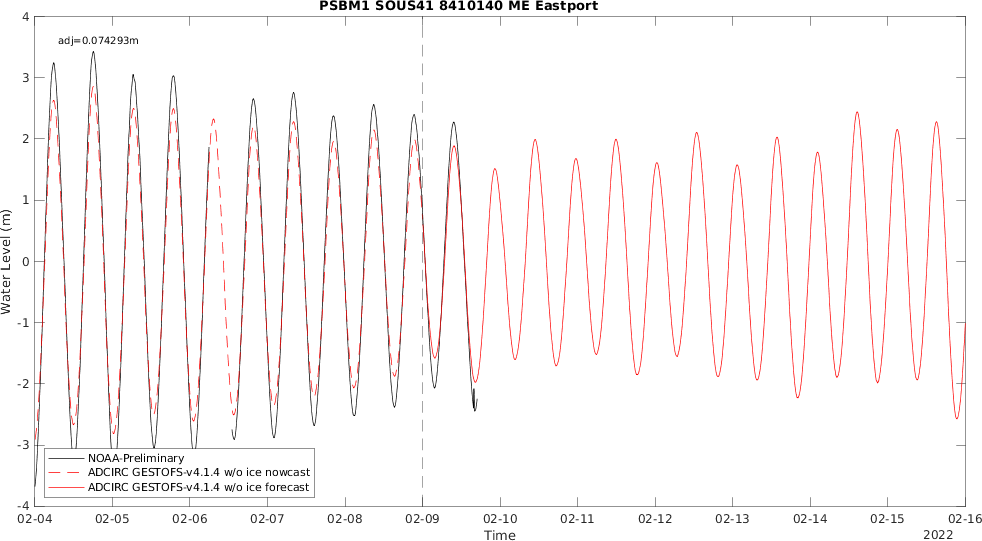 PSBM1 SOUS41 8410140 ME Eastport
adj=0.074293m
4
3
2
1
0
-1
-2
-3
-4
Water Level (m)
NOAA-Preliminary
ADCIRC GESTOFS-v4.1.4 w/o ice nowcast
ADCIRC GESTOFS-v4.1.4 w/o ice forecast
02-04 02-05 02-06 02-07 02-08 02-09 02-10 02-11 02-12 02-13 02-14 02-15 02-16
Time
2022